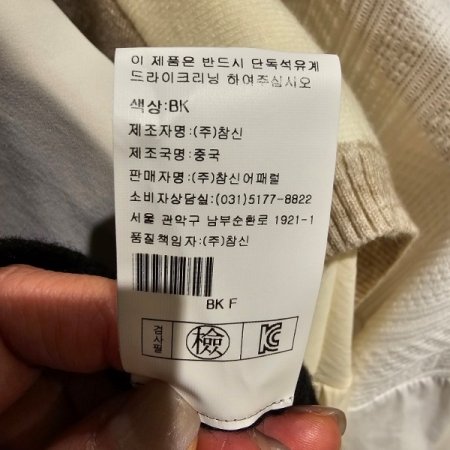 이 제품은 반드시 단독석유계
드라이크리닝 하여주십시오
색상:BK
제조자명:(주)참신
제조국명:중국
판매자명:(주)참신어패럴
소비자상담실:(031)5177-8822
서울 관악구 남부순환로 1921-1
품질책임자:(주)참신
BK F
검사필
檢
KC